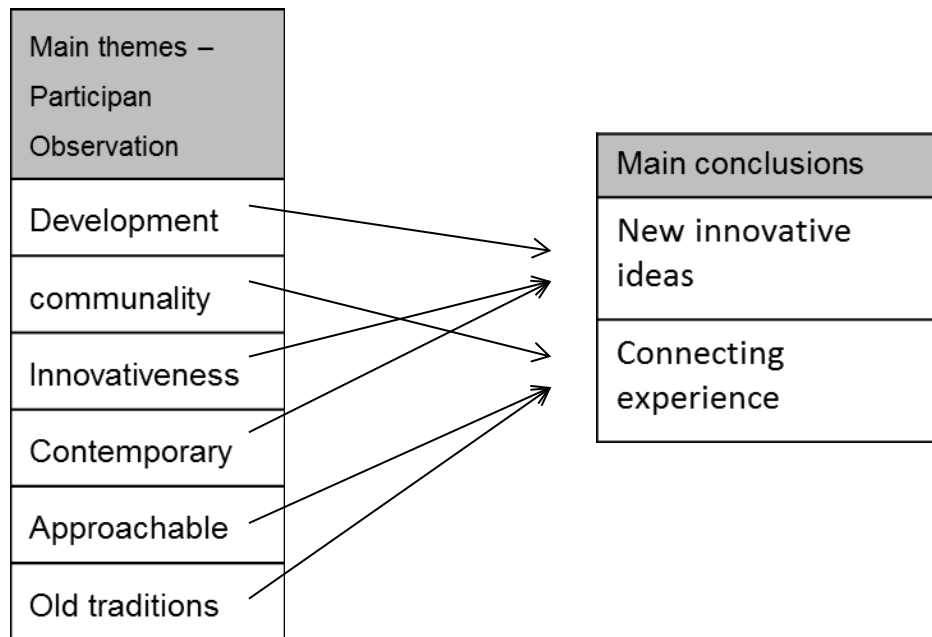 Main themes –
Participan
Observation
Development
communality
Innovativeness
Contemporary
Approachable
Old traditions
Main conclusions
New innovative
ideas
Connecting
experience